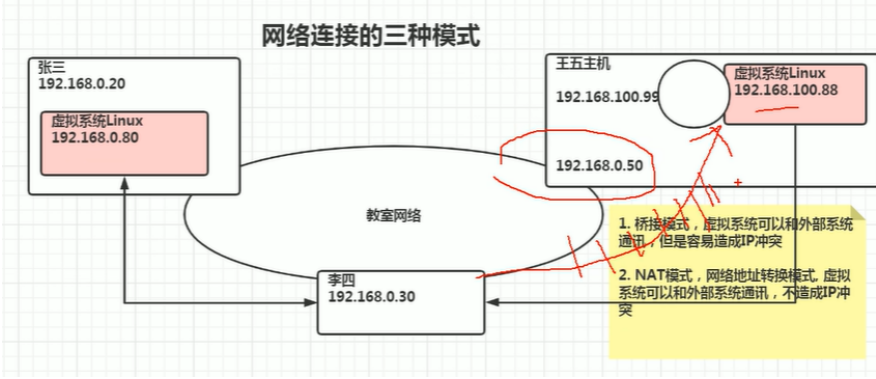 网络连接的三种模式
张三
192.168.0.20
虚拟系统Linux
192.168.0.80
王五主机
192.168.100.99
虚拟系统Linux
192.168.100.88
192.168.0.50
教室网络
李四
192.168.0.30
1. 桥接模式，虚拟系统可以和外部系统
通讯，但是容易造成IP冲突
2. NAT模式，网络地址转换模式, 虚拟
系统可以和外部系统通讯，不造成IP冲
突